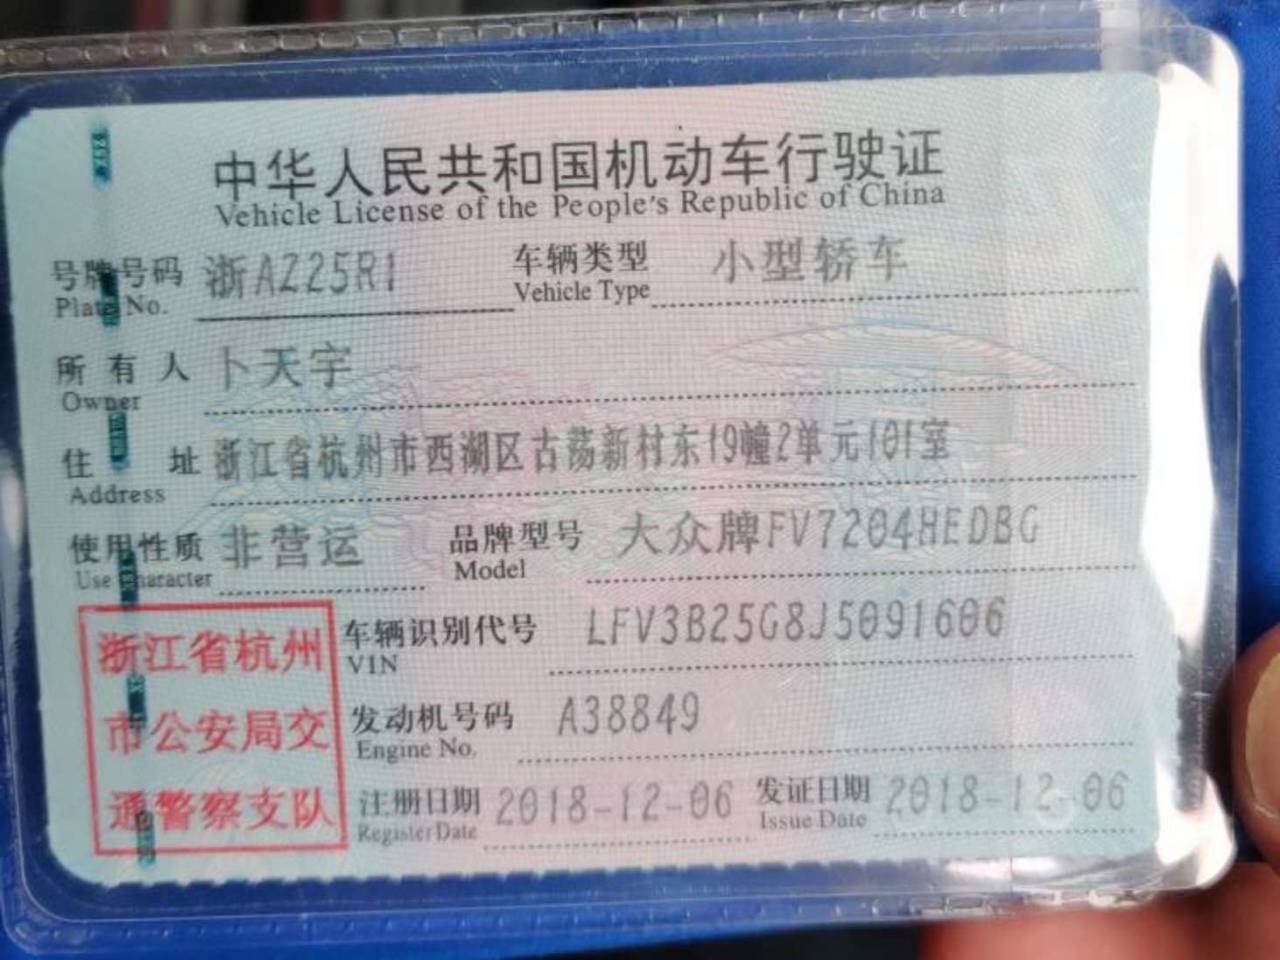 中华人民共和国机动车行驶证
Vehicle License of the People's Republic of China
号牌号码 浙AZ25R1 车辆类型 小型轿车
Plate No. Vehicle Type
所有人 卜天宇
Owner
住址 浙江省杭州市西湖区古荡新村东19幢2单元101室
Address
使用性质 非营运 品牌型号 大众牌FV7204HEDBG
Use Character Model
浙江省杭州
市公安局交
通警察支队
车辆识别代号 LFV3B25G8J5091606
VIN
发动机号码 A38849
Engine No.
注册日期 2018-12-06 发证日期 2018-12-06
Register Date Issue Date